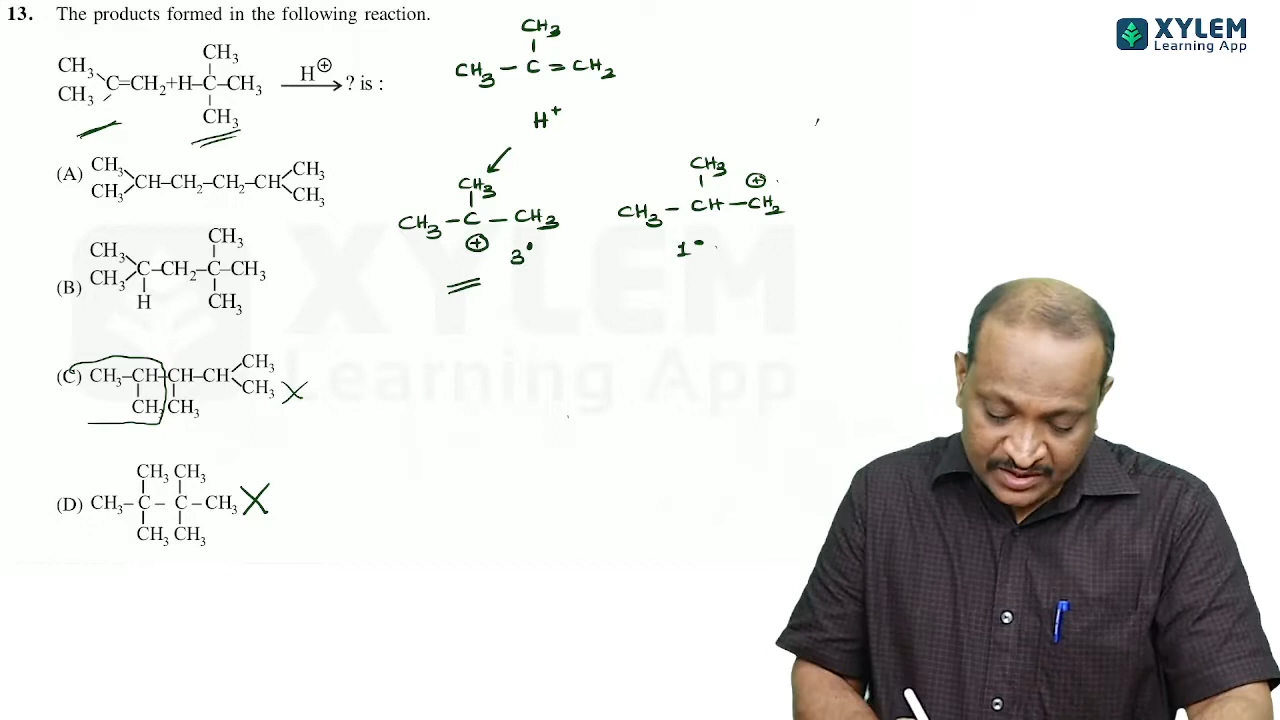 13. The products formed in the following reaction.
XYLEM
Learning App
CH3
CH3
CH3
C=CH2+H–C–CH3 H⊕ ? is :
CH3
CH3
CH3 – C = CH2
H+
CH3
CH3 – C – CH3
⊕ 3°
CH3
CH3 – CH – CH2 ⊕
1°
(A) CH3 CH3 CH–CH2–CH2–CH CH3 CH3
CH3
CH3
CH3 C–CH2–C–CH3
(B) H CH3
(C) CH3–CH–CH–CH CH3 CH3 X
CH3 CH3
CH3 CH3
(D) CH3– C – C – CH3 X
CH3 CH3
XYLEM
Learning App